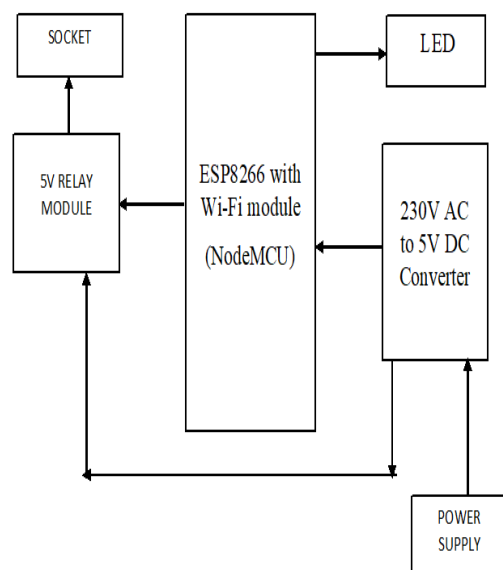 SOCKET
LED
5V RELAY
MODULE
ESP8266 with
Wi-Fi module
(NodeMCU)
230V AC
to 5V DC
Converter
POWER
SUPPLY